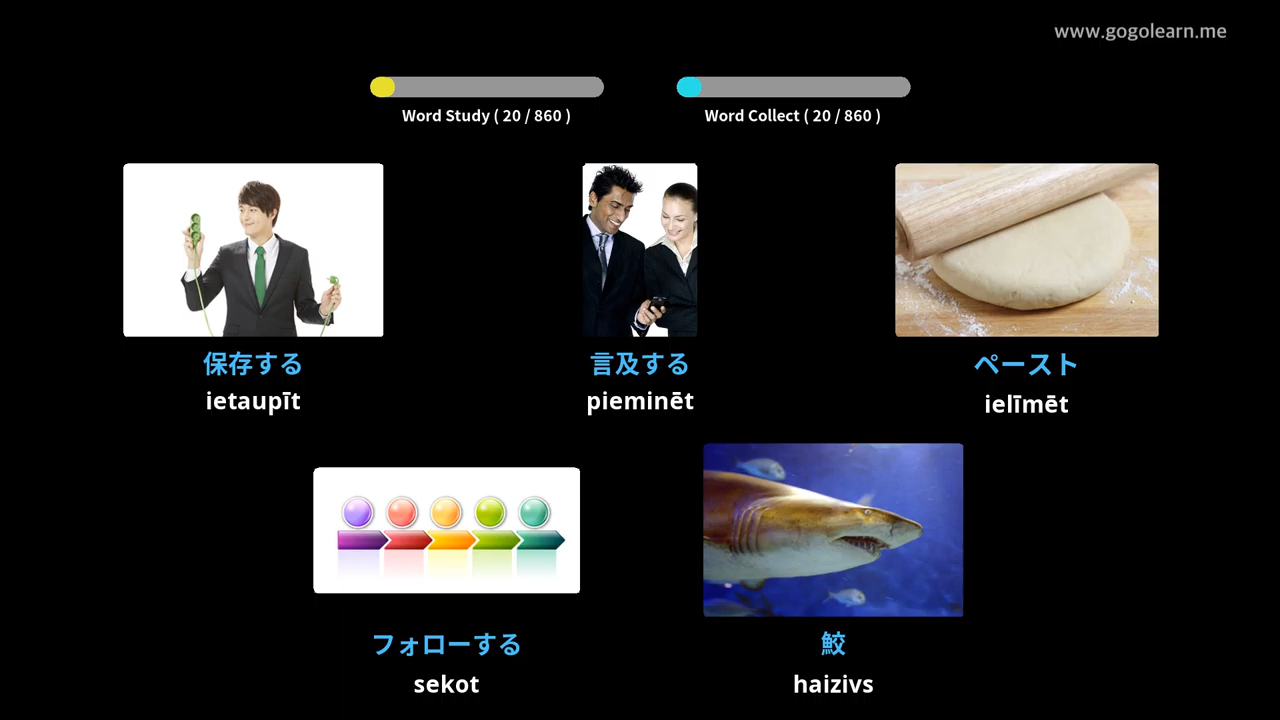 www.gogolearn.me
Word Study ( 20 / 860 )
Word Collect ( 20 / 860 )
保存する
ietaupīt
言及する
pieminēt
ペースト
ielīmēt
フォローする
sekot
鮫
haizivs